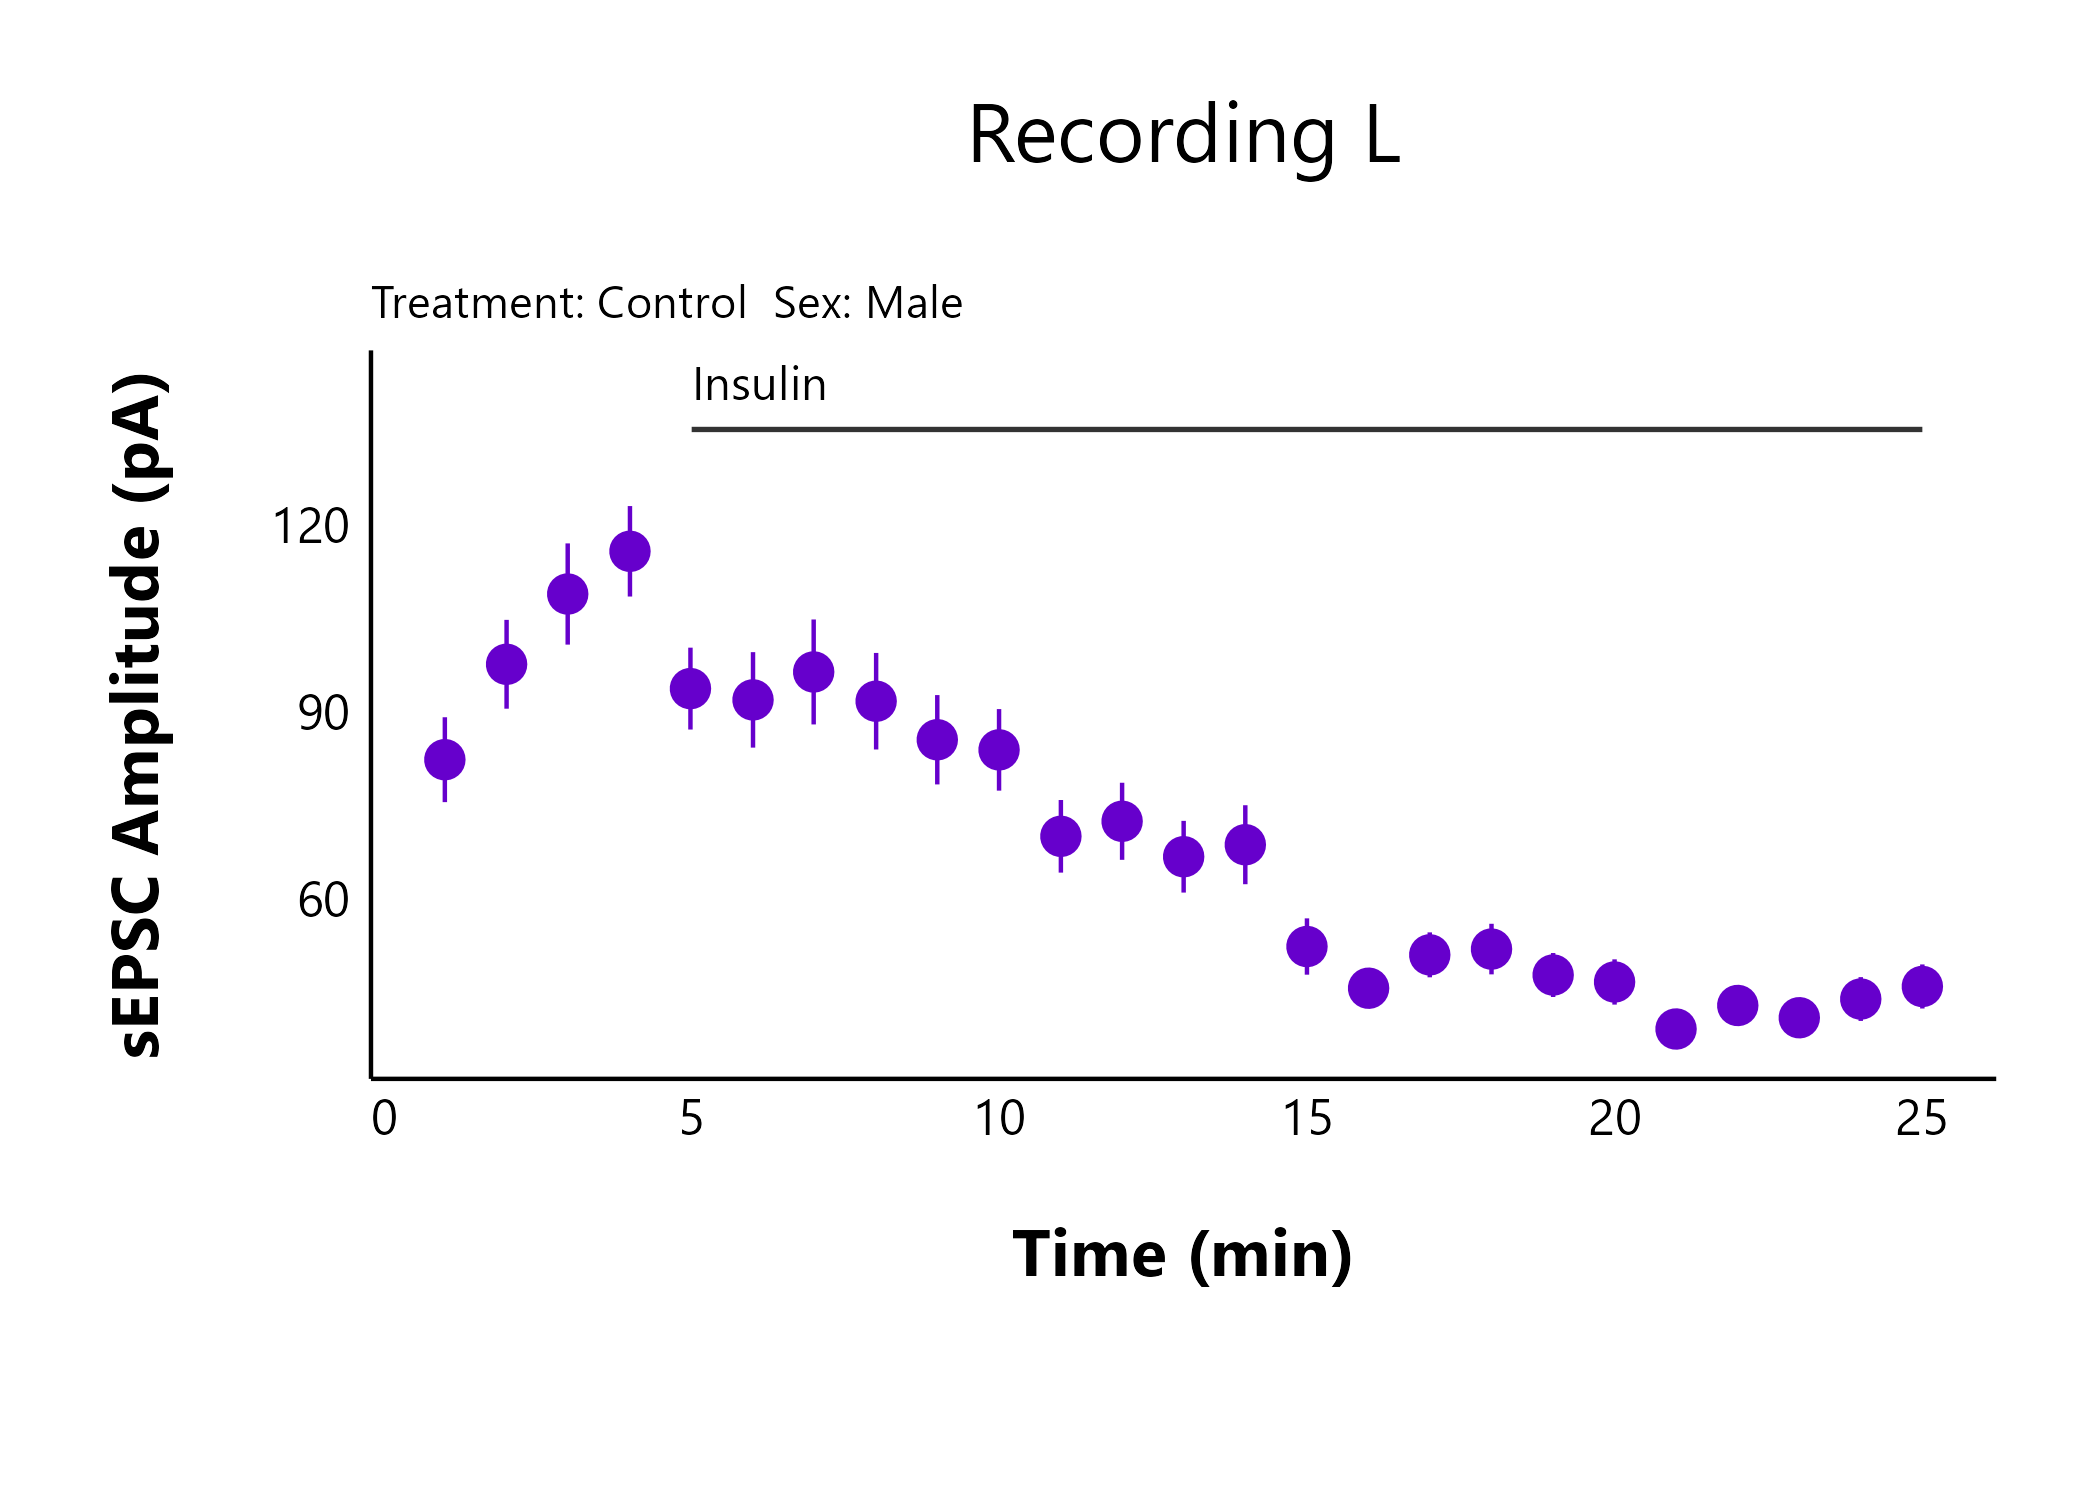 Recording L
Treatment: Control  Sex: Male
Insulin
sEPSC Amplitude (pA)
120
90
60
0 5 10 15 20 25
Time (min)